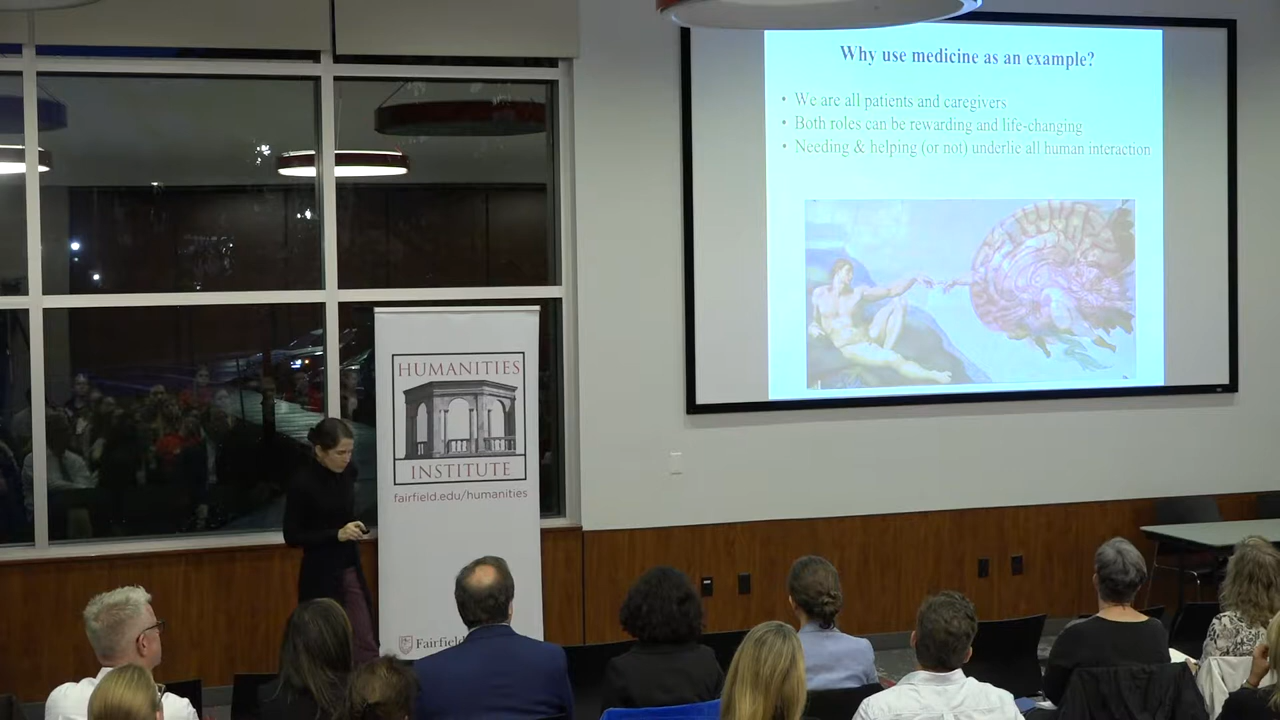 Why use medicine as an example?
• We are all patients and caregivers
• Both roles can be rewarding and life-changing
• Needing & helping (or not) underlie all human interaction
HUMANITIES
INSTITUTE
fairfield.edu/humanities
Fairfield